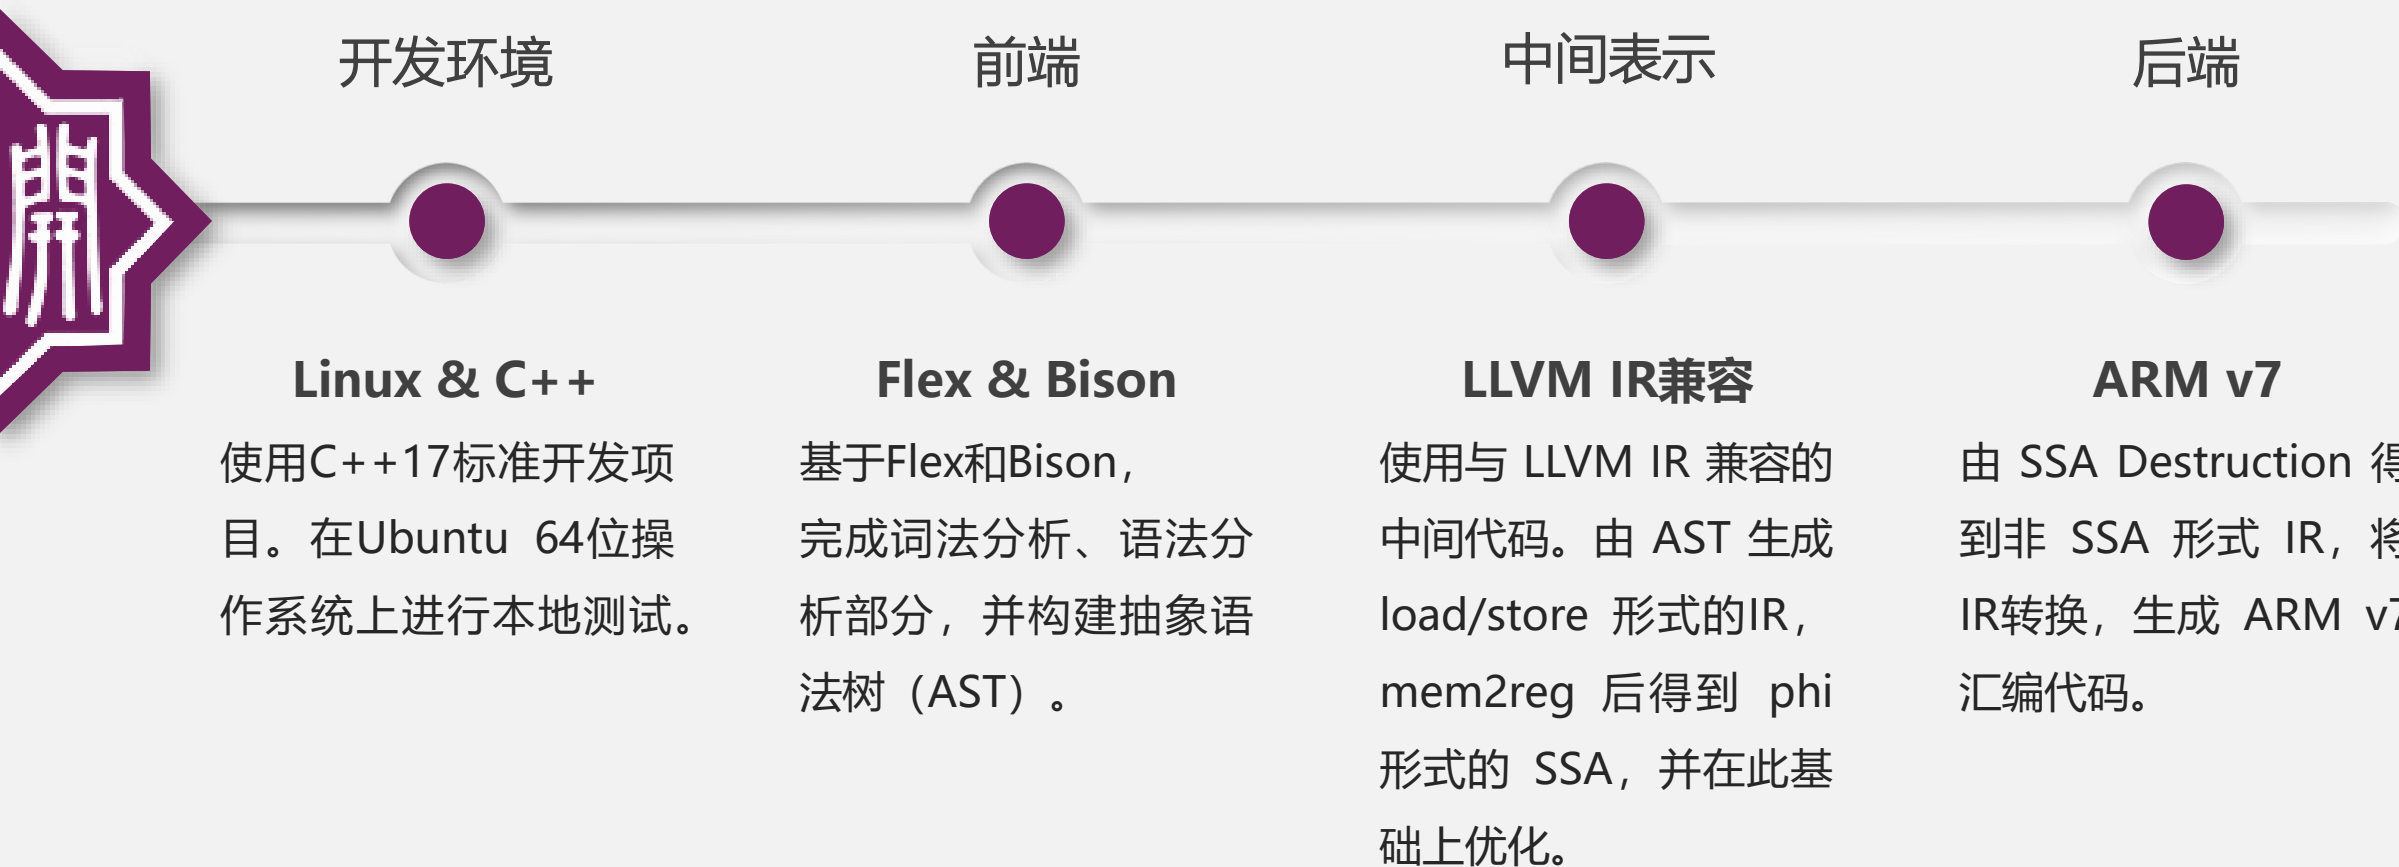 開
开发环境
前端
中间表示
后端
Linux & C++
使用C++17标准开发项
目。在Ubuntu 64位操
作系统上进行本地测试。
Flex & Bison
基于Flex和Bison，
完成词法分析、语法分
析部分，并构建抽象语
法树（AST）。
LLVM IR兼容
使用与 LLVM IR 兼容的
中间代码。由 AST 生成
load/store 形式的IR，
mem2reg 后得到 phi
形式的 SSA，并在此基
础上优化。
ARM v7
由 SSA Destruction 得
到非 SSA 形式 IR，将
IR转换，生成 ARM v7
汇编代码。